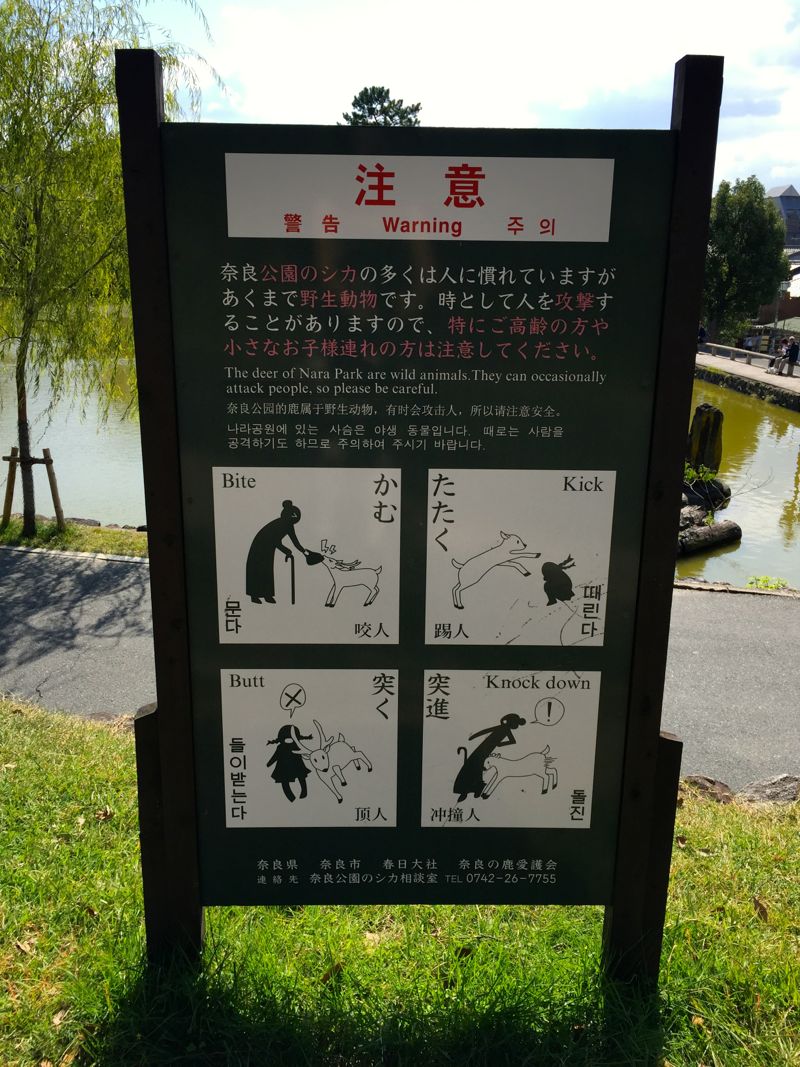 注意
警告 Warning 주의
奈良公園のシカの多くは人に慣れていますが
あくまで野生動物です。時として人を攻撃す
ることがありますので、特にご高齢の方や
小さなお子様連れの方は注意してください。
The deer of Nara Park are wild animals.They can occasionally
attack people, so please be careful.
奈良公园的鹿属于野生动物，有时会攻击人，所以请注意安全。
나라공원에 있는 사슴은 야생 동물입니다. 때로는 사람을
공격하기도 하므로 주의하여 주시기 바랍니다.
Bite
かむ
문다
咬人
たたく
Kick
踢人
때린다
Butt
突く
들이받는다
顶人
突進
Knock down
!
冲撞人
돌진
奈良県 奈良市 春日大社 奈良の鹿愛護会
連絡先 奈良公園のシカ相談室 TEL 0742-26-7755